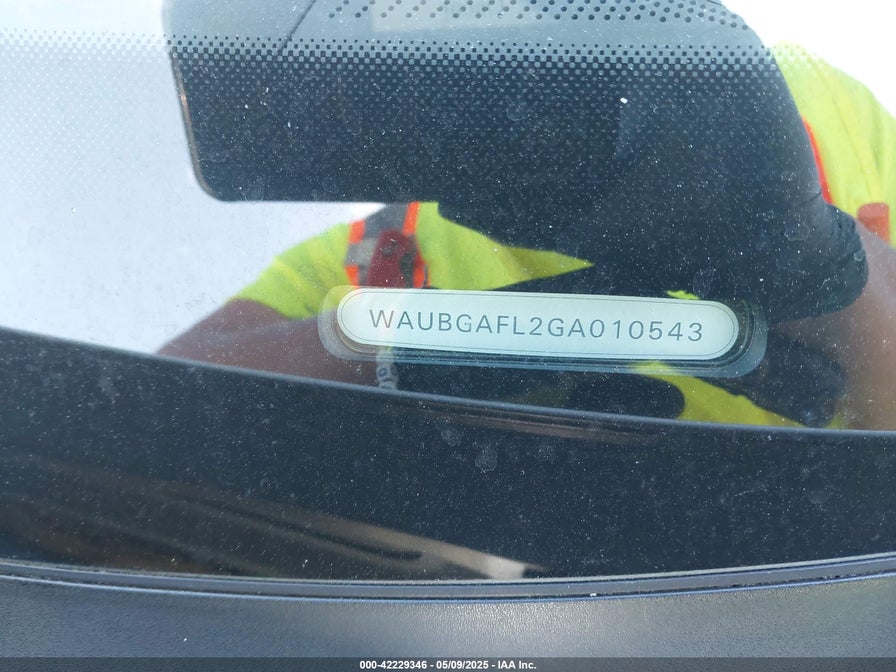 WAUBGAFL2GA010543
000-42229346 - 05/09/2025 - IAA Inc.